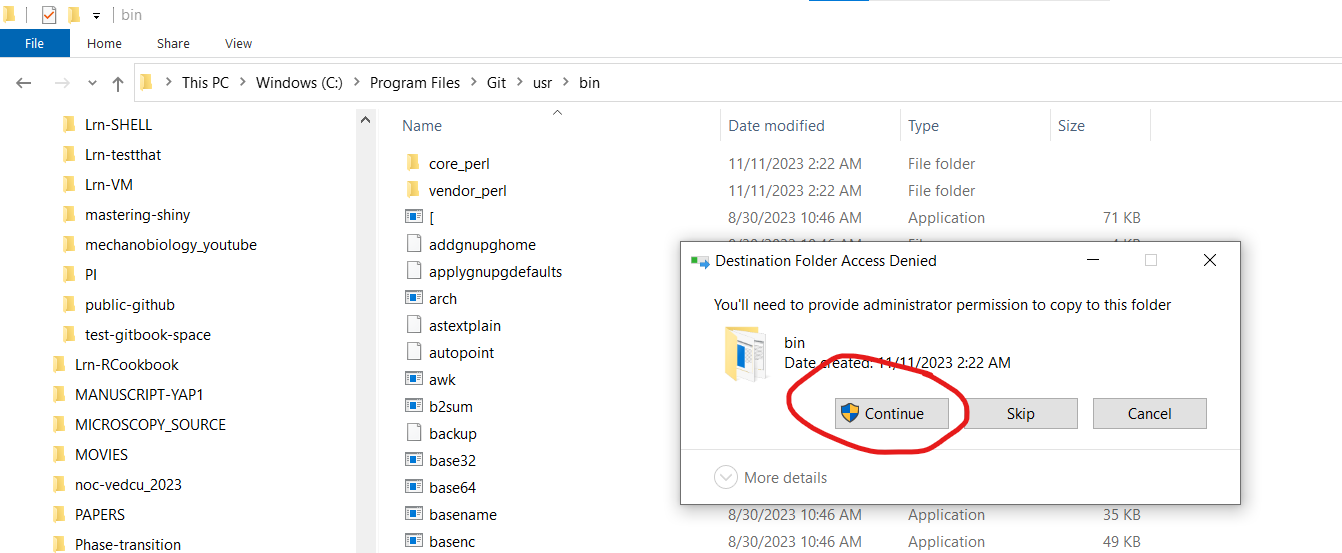 bin
File Home Share View
This PC Windows (C:) Program Files Git usr bin
Lrn-SHELL
Lrn-testthat
Lrn-VM
mastering-shiny
mechanobiology_youtube
PI
public-github
test-gitbook-space
Lrn-RCookbook
MANUSCRIPT-YAP1
MICROSCOPY_SOURCE
MOVIES
noc-vedcu_2023
PAPERS
Phase-transition
Name Date modified Type Size
core_perl 11/11/2023 2:22 AM File folder
vendor_perl 11/11/2023 2:22 AM File folder
[ 8/30/2023 10:46 AM Application 71 KB
addgnupghome
applygnupgdefaults
arch
astextplain
autopoint
awk
b2sum
backup
base32
base64
basename 8/30/2023 10:46 AM Application 35 KB
basenc 8/30/2023 10:46 AM Application 49 KB
Destination Folder Access Denied
You'll need to provide administrator permission to copy to this folder
bin
Date created: 11/11/2023 2:22 AM
Continue Skip Cancel
More details